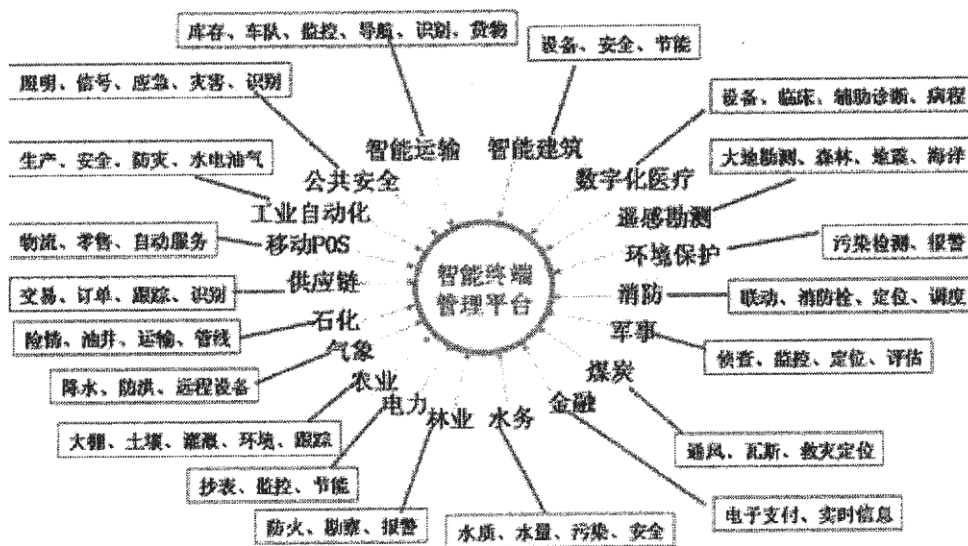 库存、车队、监控、导航、识别、货物
设备、安全、节能
照明、信号、应急、灾害、识别
设备、临床、辅助诊断、病程
智能运输
智能建筑
生产、安全、防灾、水电油气
公共安全
数字化医疗
大地勘测、森林、地震、海洋
工业自动化
遥感勘测
物流、零售、自动服务
移动POS
环境保护
污染检测、报警
智能终端
管理平台
交易、订单、跟踪、识别
供应链
消防
联动、消防栓、定位、调度
险情、油井、运输、管线
石化
军事
侦查、监控、定位、评估
气象
降水、防洪、远程设备
煤炭
农业
电力
林业
水务
金融
大棚、土壤、灌溉、环境、跟踪
通风、瓦斯、救灾定位
抄表、监控、节能
电子支付、实时信息
防火、勘察、报警
水质、水量、污染、安全